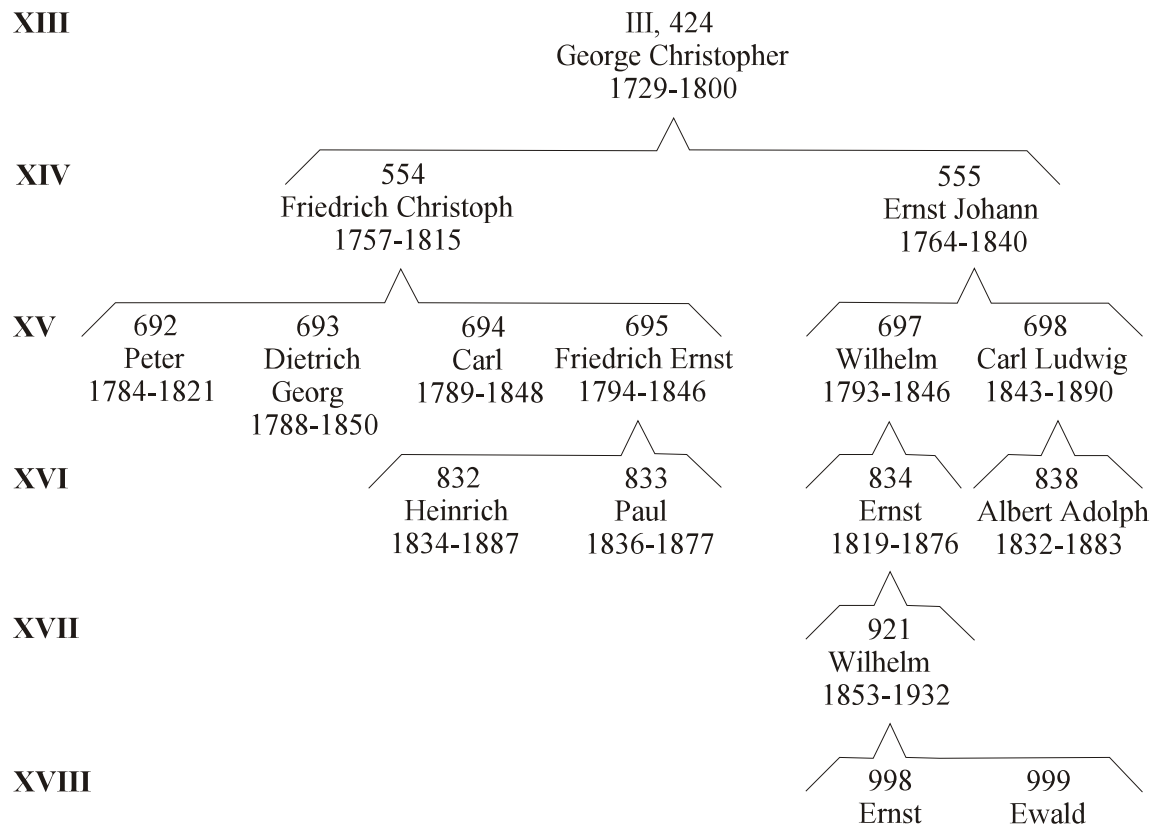 XIII III, 424
George Christopher
1729-1800
XIV 554 555
Friedrich Christoph Ernst Johann
1757-1815 1764-1840
XV 692 693 694 695 697 698
Peter Dietrich Carl Friedrich Ernst Wilhelm Carl Ludwig
1784-1821 Georg 1789-1848 1794-1846 1793-1846 1843-1890
1788-1850
XVI 832 833 834 838
Heinrich Paul Ernst Albert Adolph
1834-1887 1836-1877 1819-1876 1832-1883
XVII 921
Wilhelm
1853-1932
XVIII 998 999
Ernst Ewald